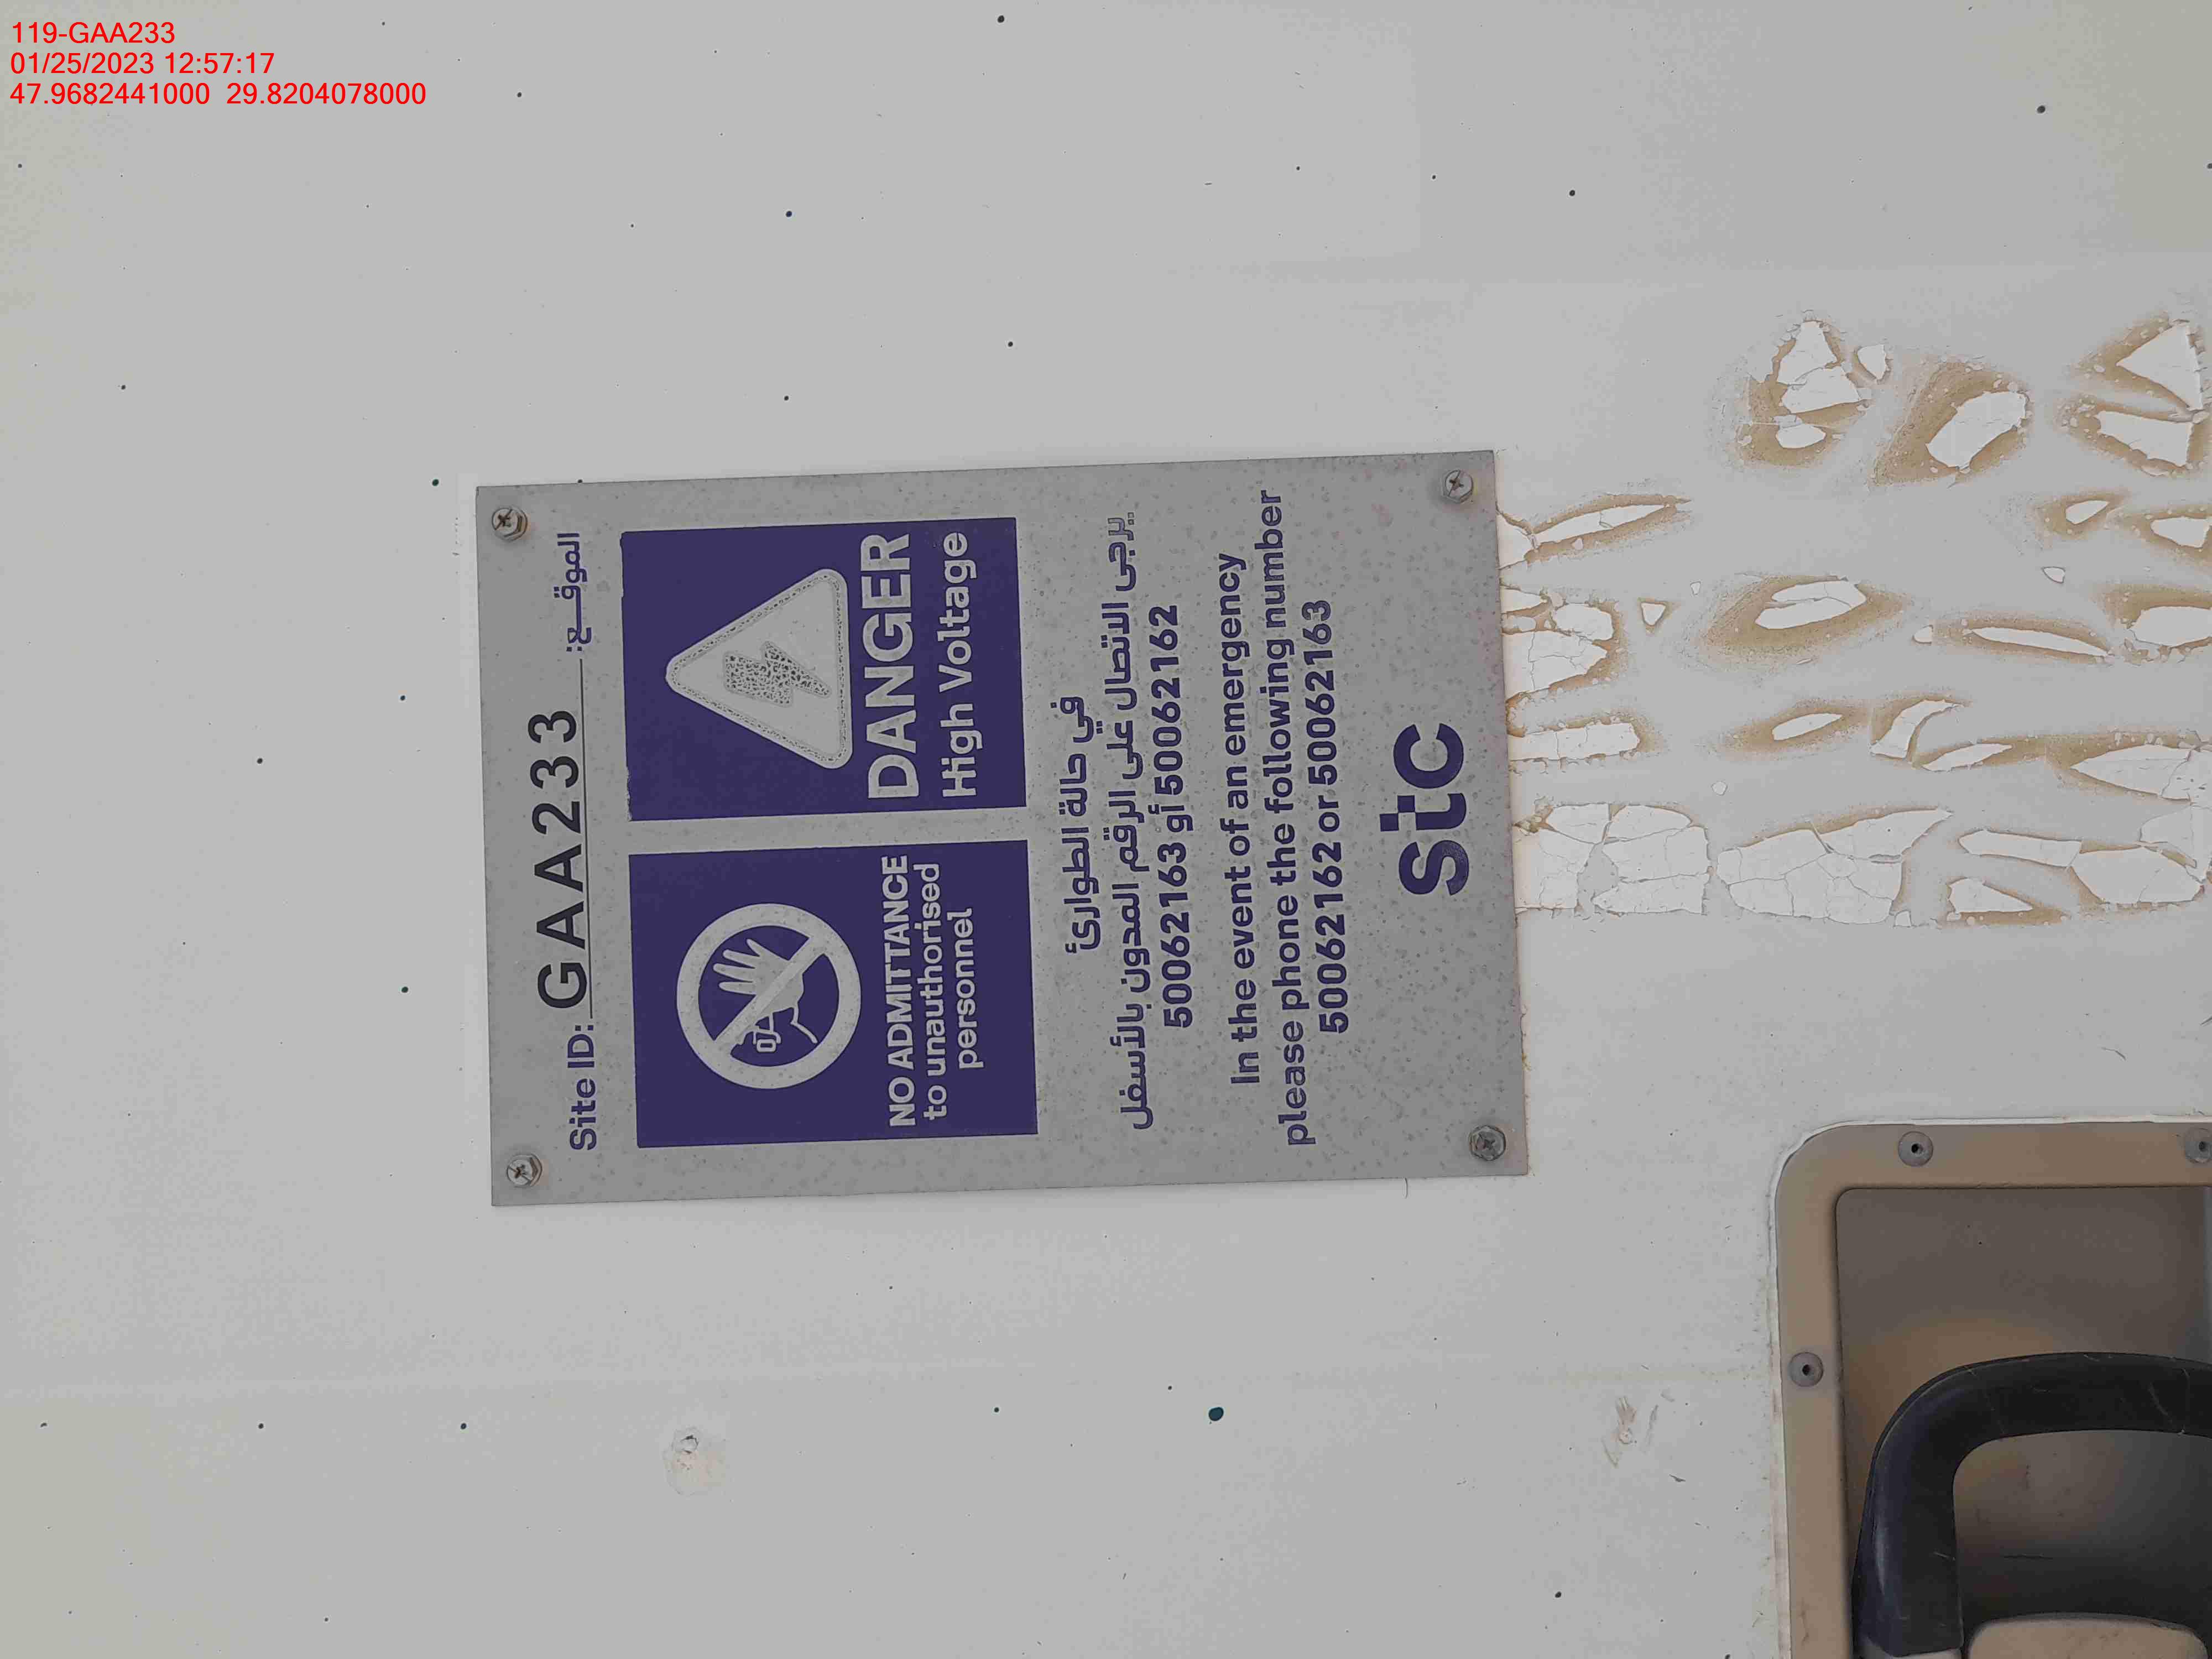 119-GAA233
01/25/2023 12:57:17
47.9682441000 29.8204078000
Site ID: GAA233 الموقـــع:
NO ADMITTANCE
to unauthorised
personnel
DANGER
High Voltage
في حالة الطوارئ
يرجى الاتصال على الرقم المدون بالأسفل
50062163 أو 50062162
In the event of an emergency
please phone the following number
50062162 or 50062163
stc